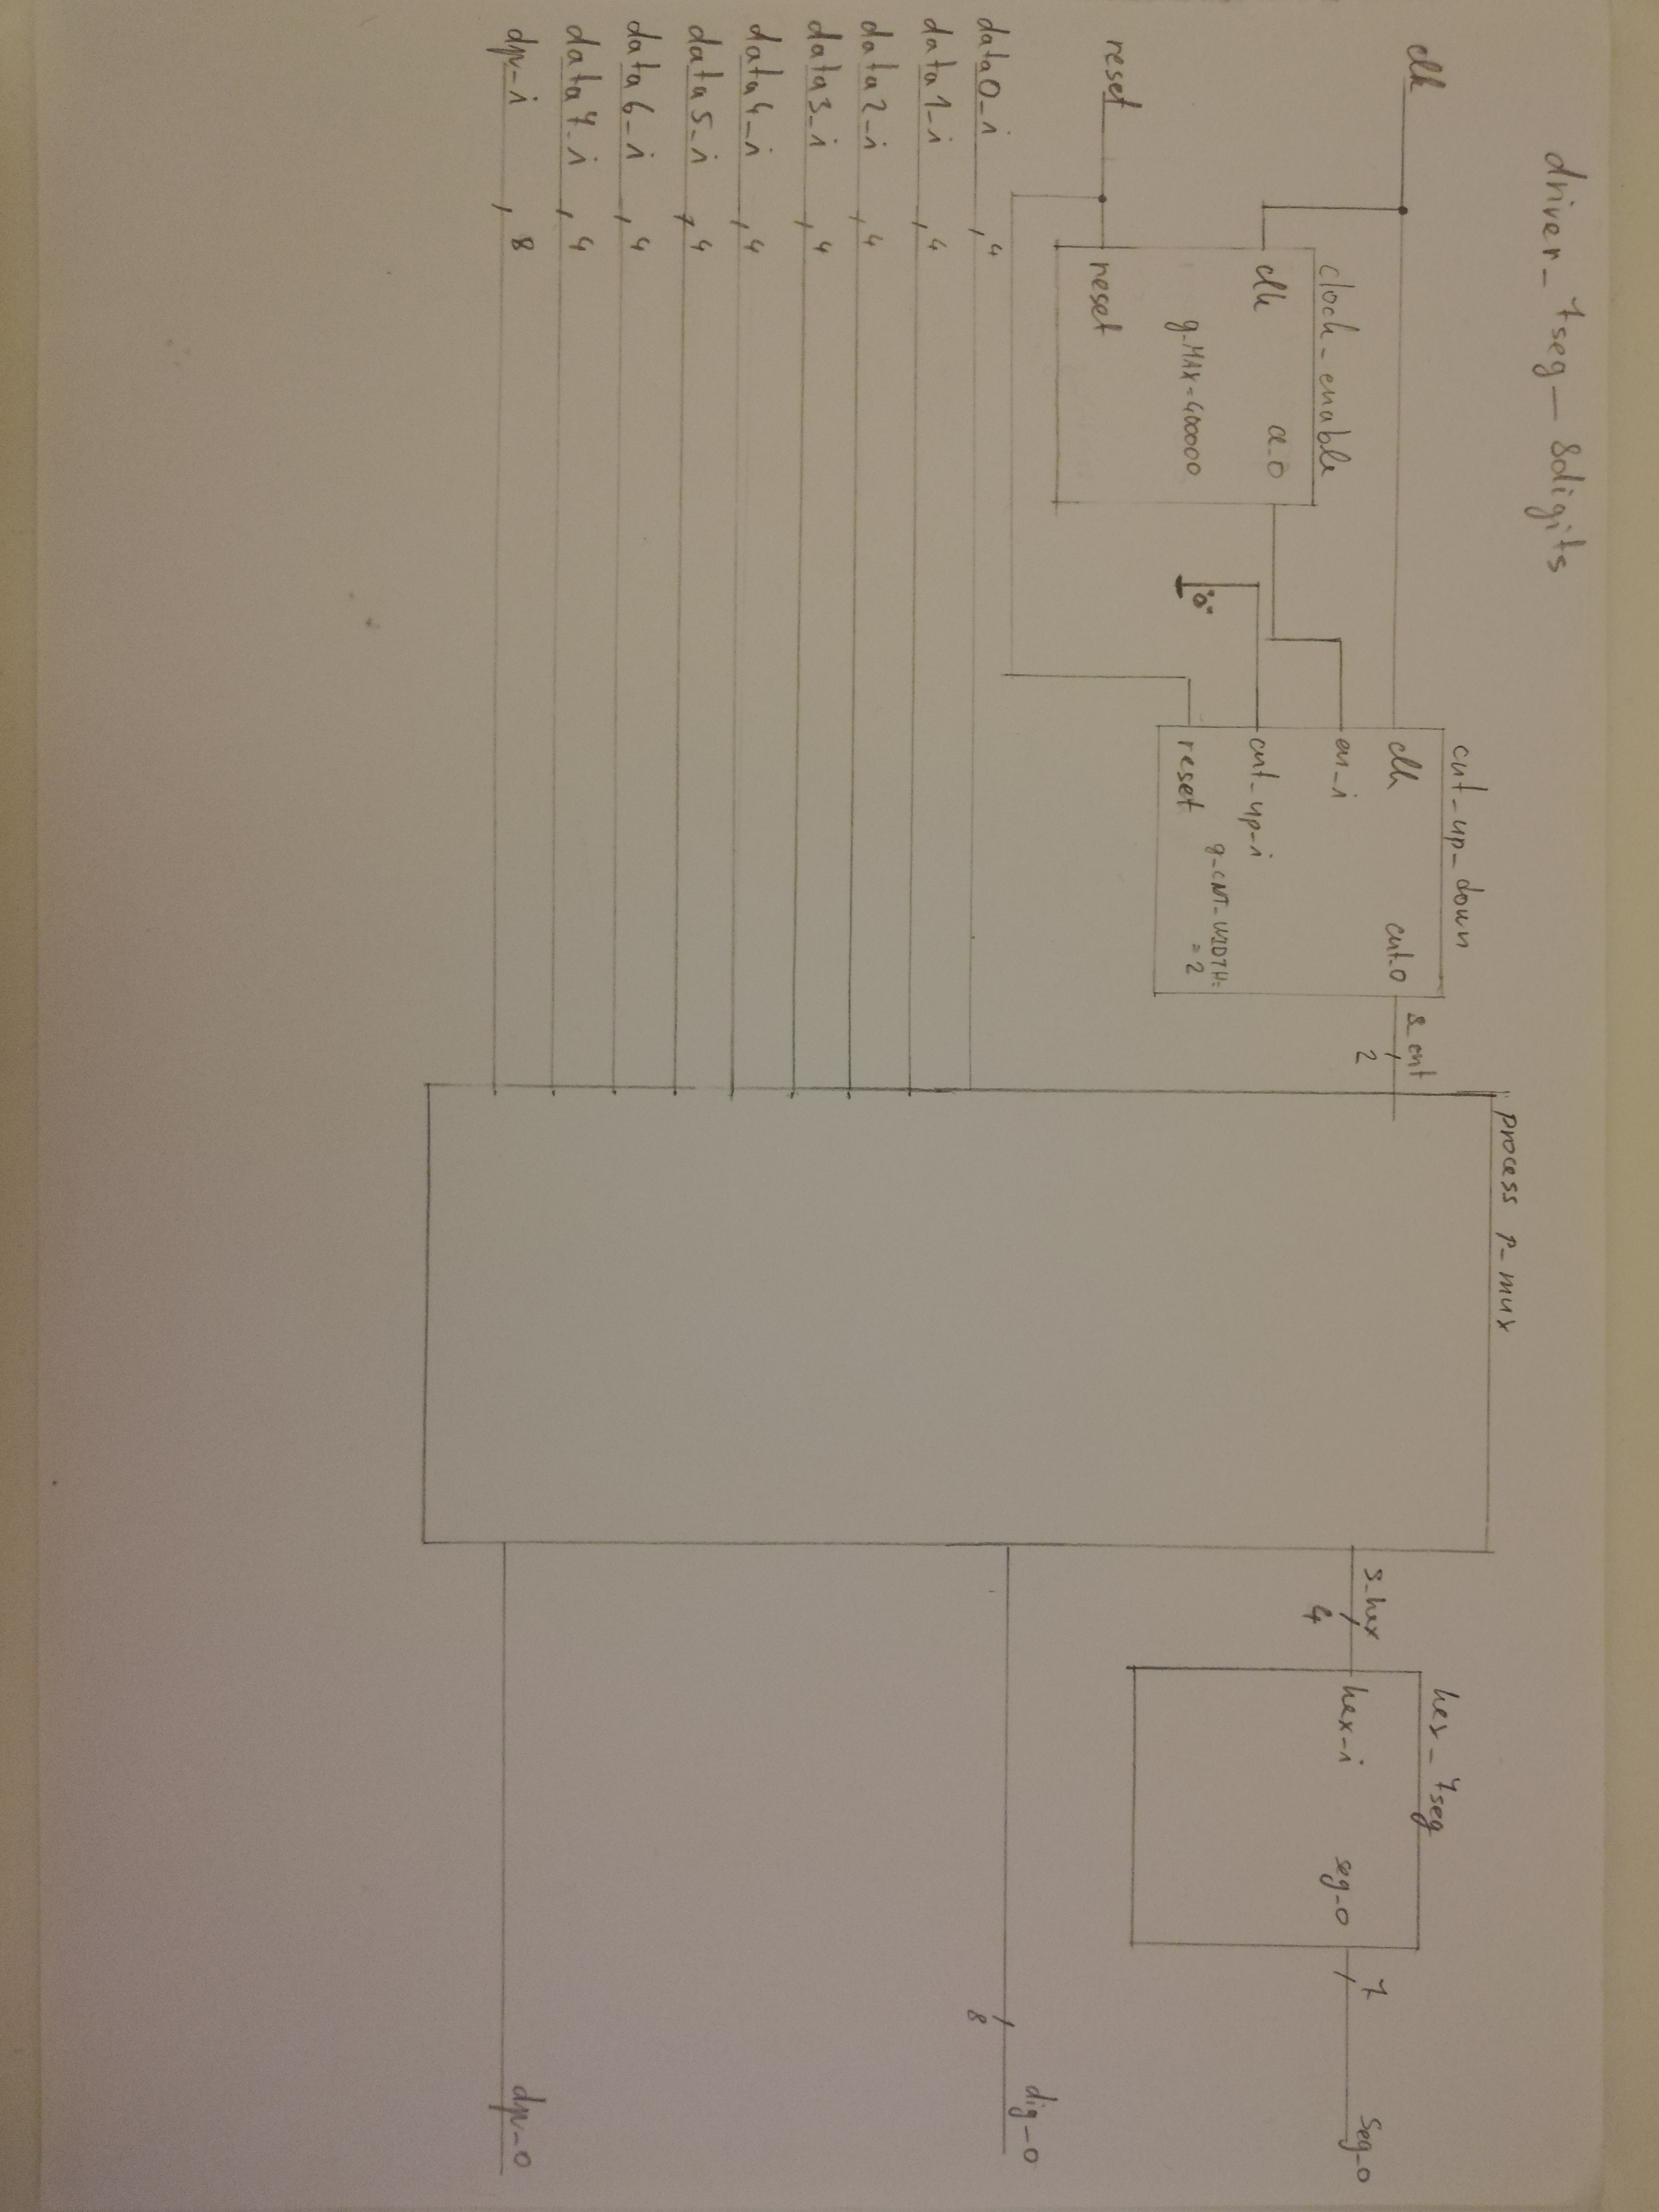 driver_7seg_8digits
clk
clock_enable
clk
ce_o
g_MAX=400000
reset
reset
"0"
cnt_up_down
clk
cnt_o
en_i
cnt_up_i
g_CNT_WIDTH=
=2
reset
s_cnt
2
process p_mux
s_hex
4
hex_7seg
hex_i
seg_o
7
seg_o
data0_i
4
data1_i
4
data2_i
4
data3_i
4
data4_i
4
data5_i
4
data6_i
4
data7_i
4
dp_i
8
8
dig_o
dp_o